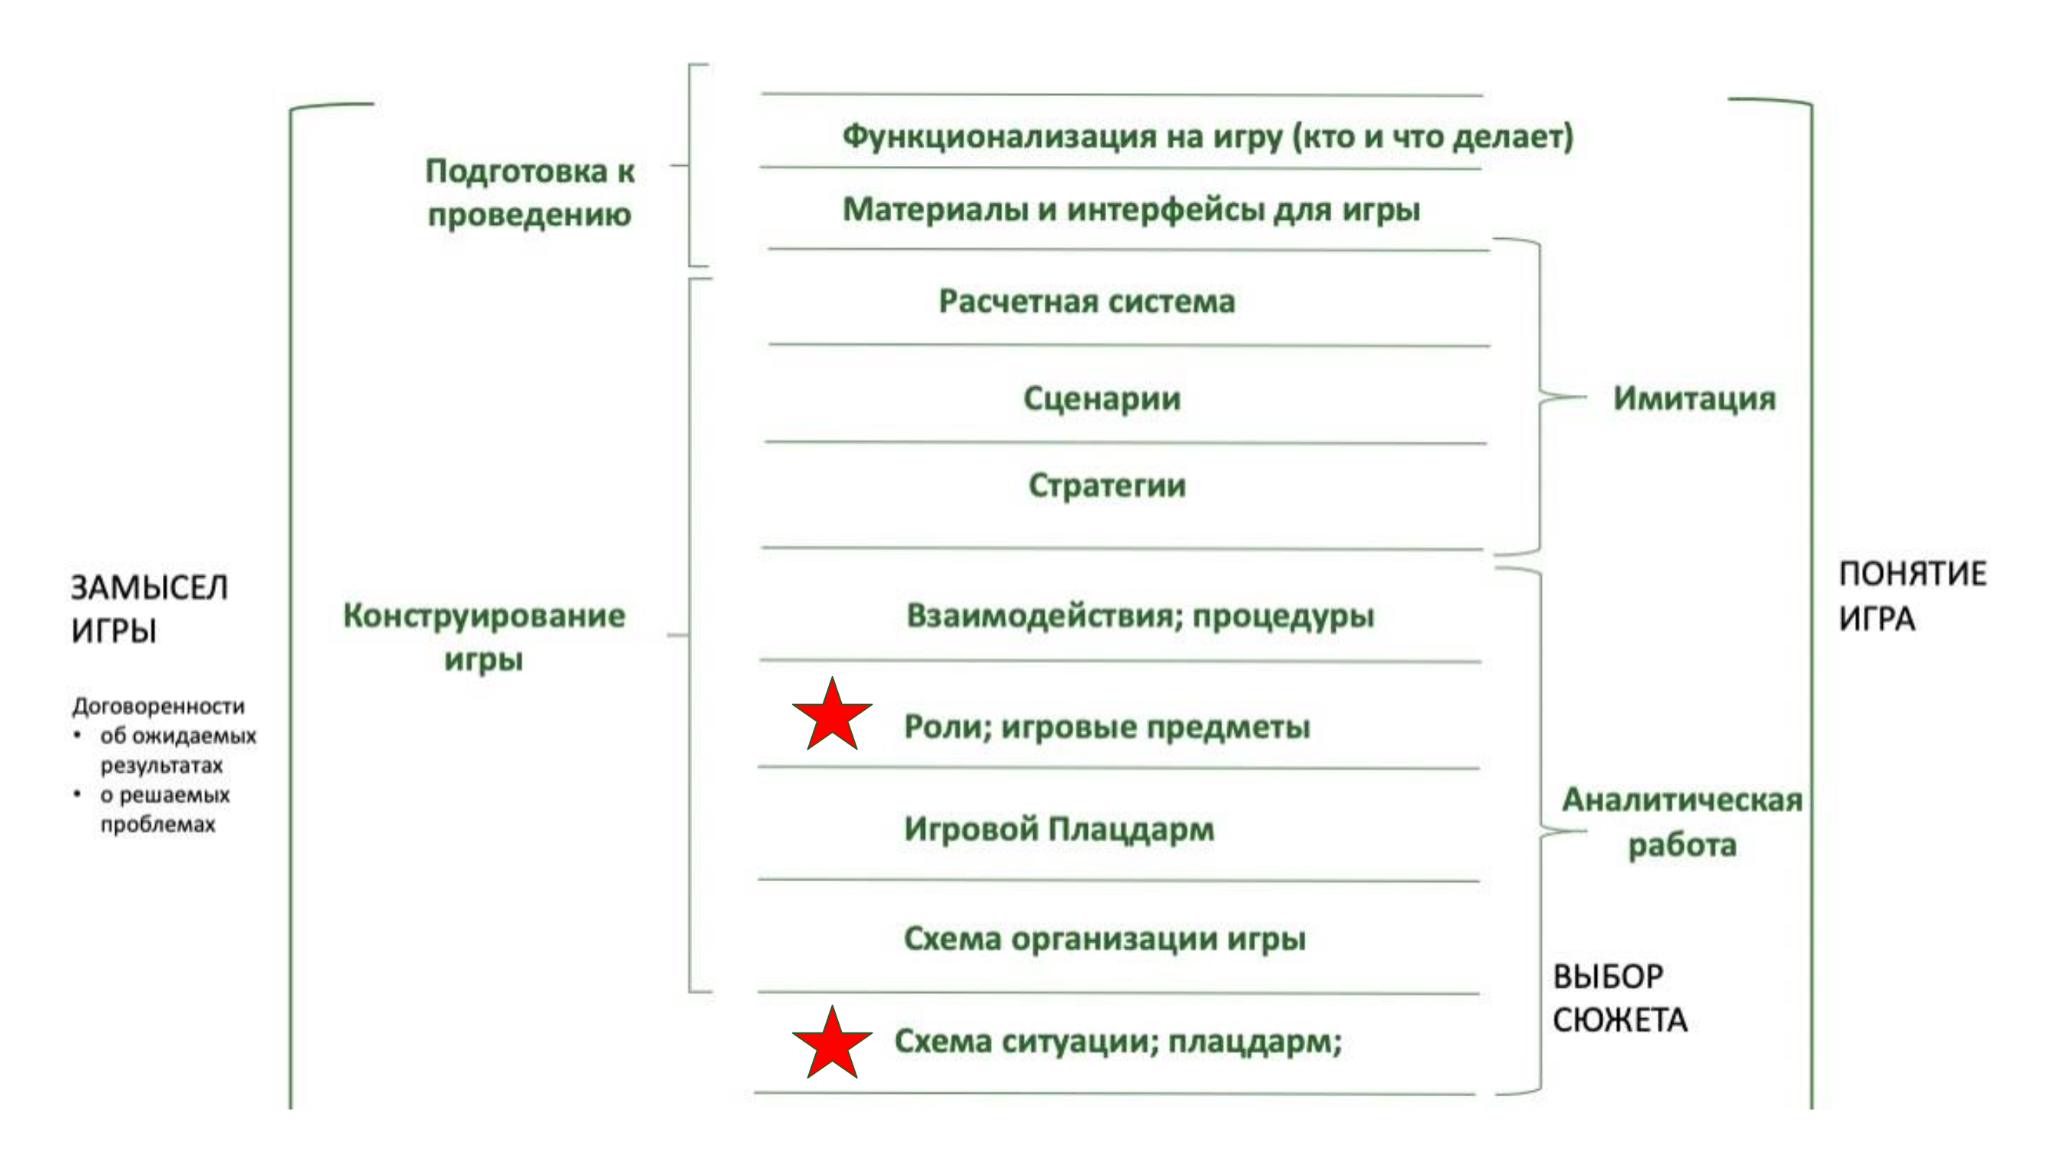 Функционализация на игру (кто и что делает)
Подготовка к
проведению
Материалы и интерфейсы для игры
Расчетная система
Сценарии
Имитация
Стратегии
ЗАМЫСЕЛ
ИГРЫ
Договоренности
• об ожидаемых
результатах
• о решаемых
проблемах
Конструирование
игры
Взаимодействия; процедуры
ПОНЯТИЕ
ИГРА
Роли; игровые предметы
Игровой Плацдарм
Аналитическая
работа
Схема организации игры
ВЫБОР
СЮЖЕТА
Схема ситуации; плацдарм;